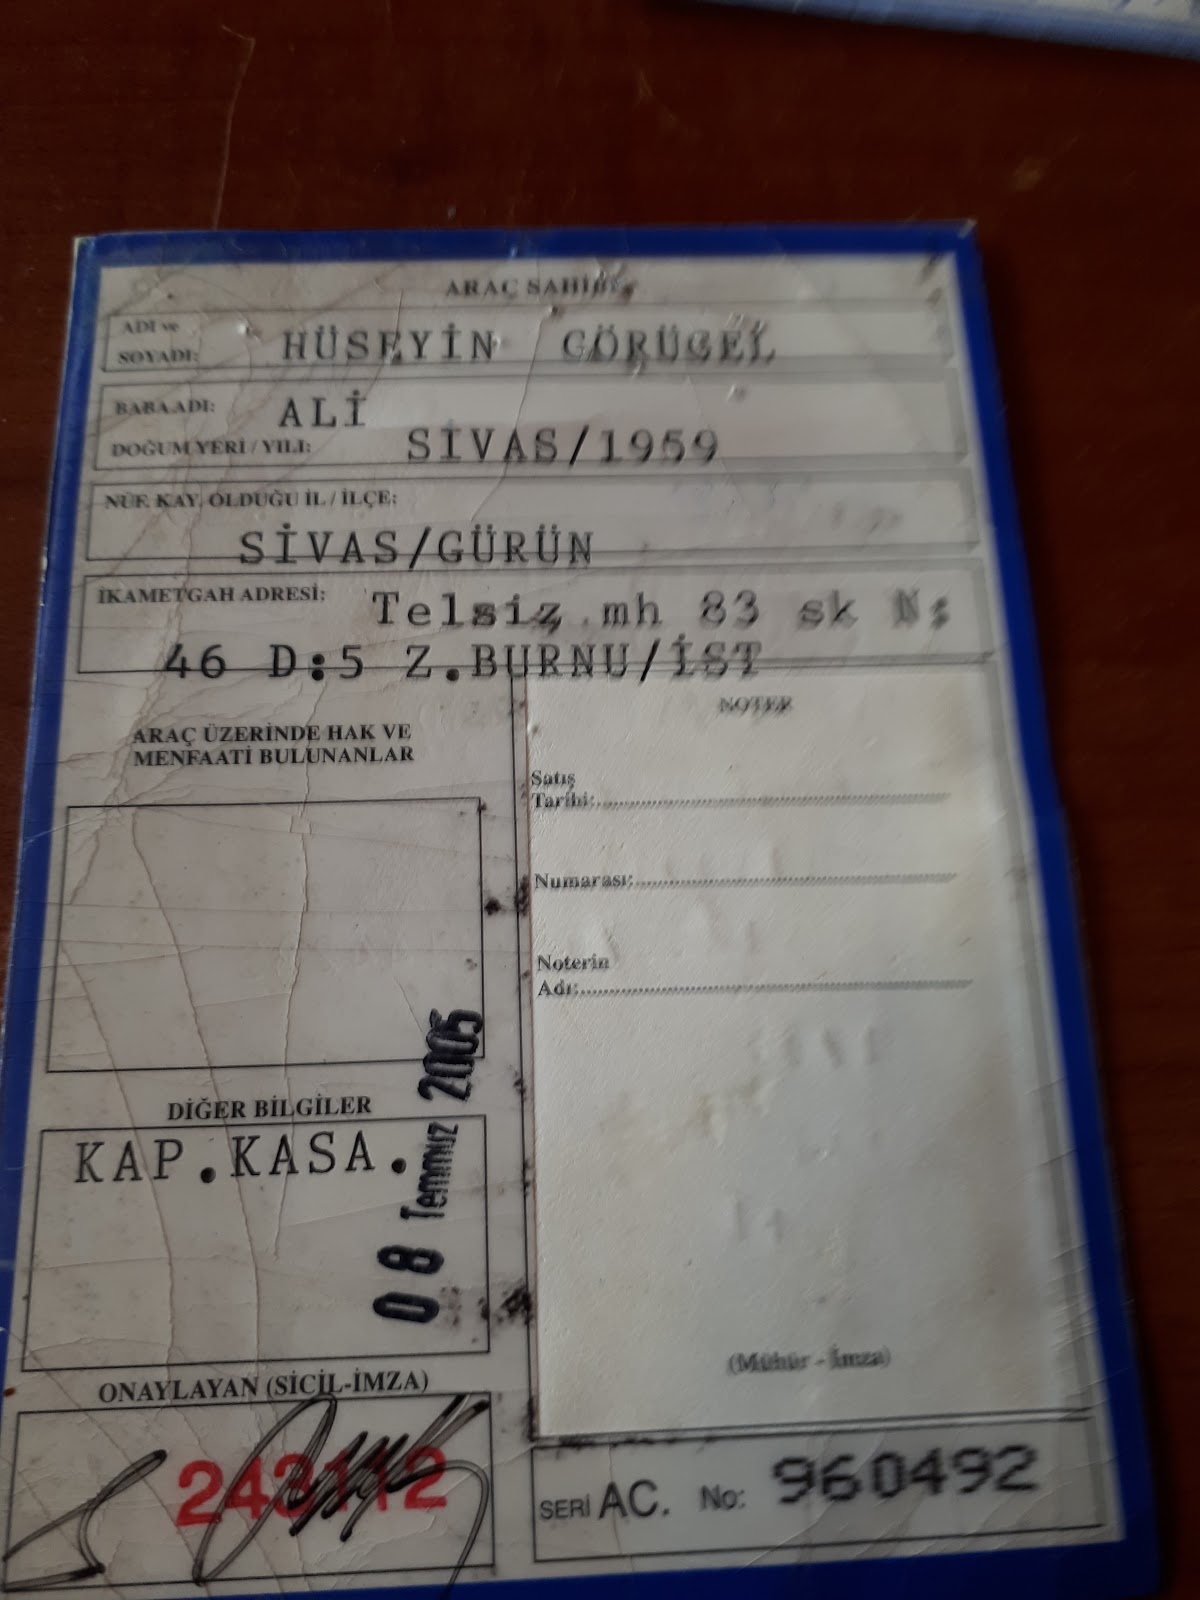 ARAÇ SAHİBİ
ADI ve
SOYADI: HÜSEYİN GÖRÜGEL
BABA ADI: ALİ
DOĞUM YERİ / YILI: SİVAS/1959
NÜF. KAY. OLDUĞU İL / İLÇE:
SİVAS/GÜRÜN
İKAMETGAH ADRESİ: Telsiz mh 83 sk N:
46 D:5 Z.BURNU/İST
ARAÇ ÜZERİNDE HAK VE
MENFAATİ BULUNANLAR
NOTER
Satış
Tarihi:
Numarası:
Noterin
Adı:
DİĞER BİLGİLER
KAP.KASA.
08 Temmuz 2005
(Mühür - İmza)
ONAYLAYAN (SİCİL-İMZA)
243112
SERİ AC. No: 960492